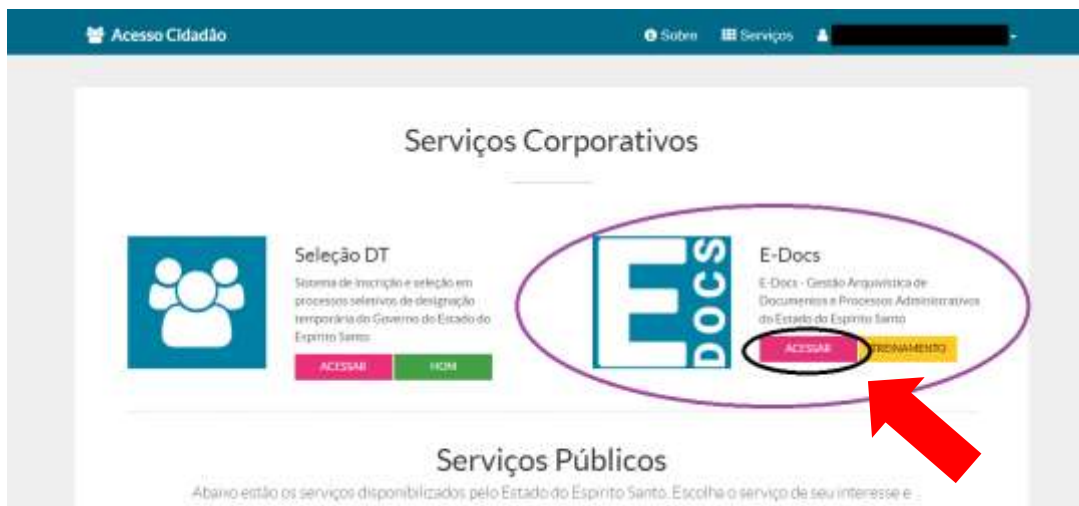 Acesso Cidadão
Sobre
Serviços
Serviços Corporativos
Seleção DT
Sistema de inscrição e seleção em
processos seletivos de designação
temporária do Governo do Estado do
Espírito Santo
ACESSAR
HOM
E DOCS
E-Docs
E-Docs - Gestão Arquivística de
Documentos e Processos Administrativos
do Estado do Espírito Santo
ACESSAR
TREINAMENTO
Serviços Públicos
Abaixo estão os serviços disponibilizados pelo Estado do Espírito Santo. Escolha o serviço de seu interesse e